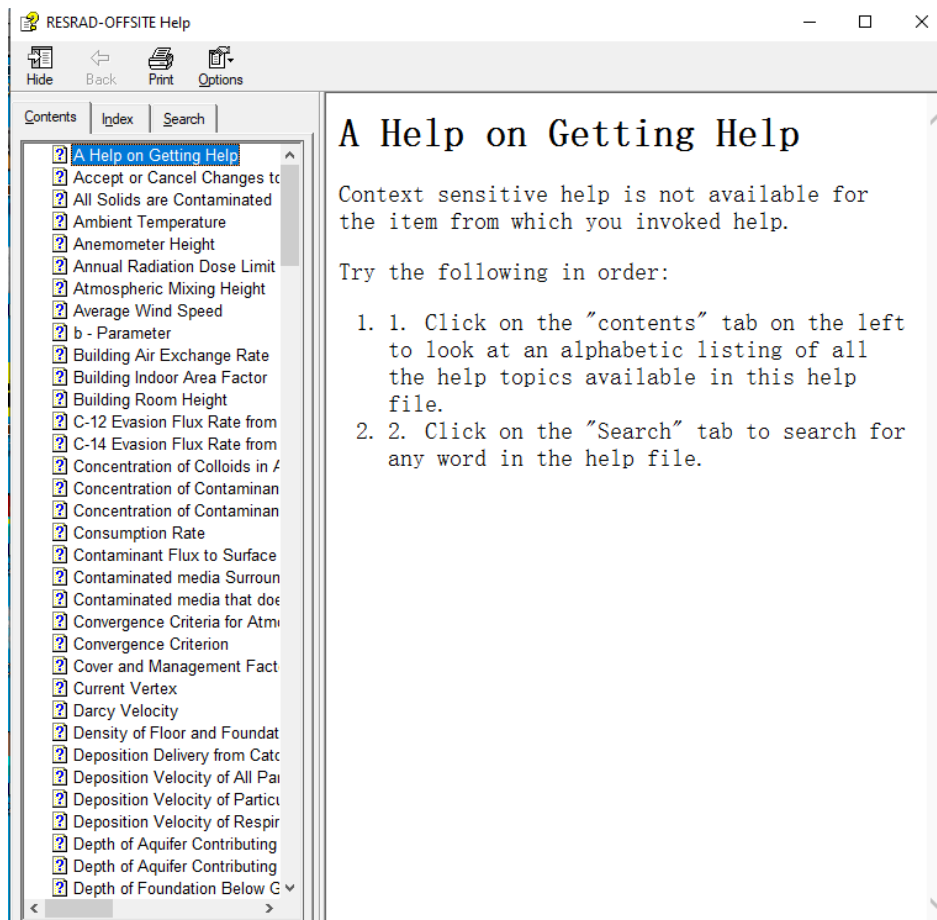 RESRAD-OFFSITE Help
Hide Back Print Options
Contents Index Search
A Help on Getting Help
Accept or Cancel Changes to
All Solids are Contaminated
Ambient Temperature
Anemometer Height
Annual Radiation Dose Limit
Atmospheric Mixing Height
Average Wind Speed
b - Parameter
Building Air Exchange Rate
Building Indoor Area Factor
Building Room Height
C-12 Evasion Flux Rate from
C-14 Evasion Flux Rate from
Concentration of Colloids in A
Concentration of Contaminan
Concentration of Contaminan
Consumption Rate
Contaminant Flux to Surface
Contaminated media Surroun
Contaminated media that doe
Convergence Criteria for Atm
Convergence Criterion
Cover and Management Fact
Current Vertex
Darcy Velocity
Density of Floor and Foundat
Deposition Delivery from Catc
Deposition Velocity of All Pa
Deposition Velocity of Particu
Deposition Velocity of Respir
Depth of Aquifer Contributing
Depth of Aquifer Contributing
Depth of Foundation Below G
A Help on Getting Help
Context sensitive help is not available for
the item from which you invoked help.
Try the following in order:
1. 1. Click on the "contents" tab on the left
to look at an alphabetic listing of all
the help topics available in this help
file.
2. 2. Click on the "Search" tab to search for
any word in the help file.